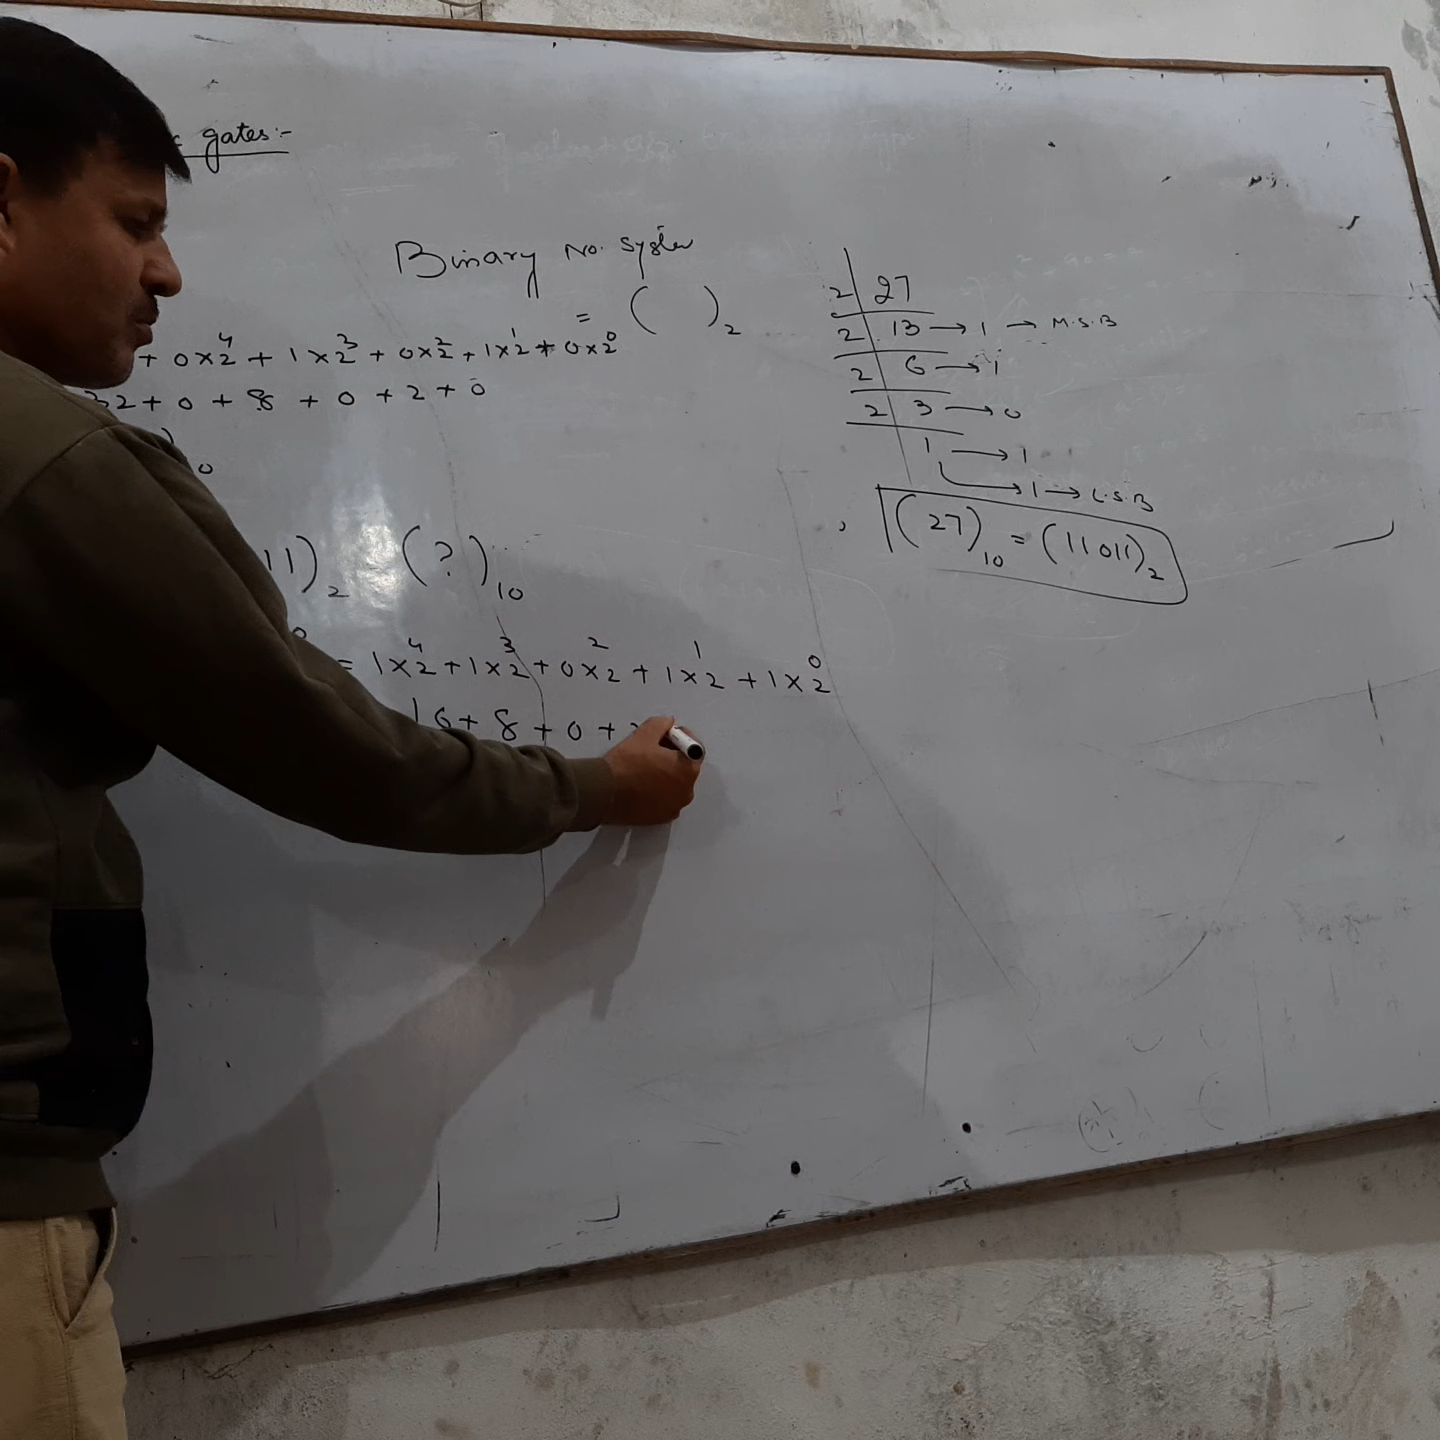 gates:-
Binary No. System
= (  )₂
+ 0×2⁴ + 1×2³ + 0×2² + 1×2¹ + 0×2⁰
32 + 0 + 8 + 0 + 2 + 0
0
11)₂ = (?)₁₀
= 1×2⁴ + 1×2³ + 0×2² + 1×2¹ + 1×2⁰
16 + 8 + 0 +
2 | 27
2 | 13 → 1 → M.S.B
2 | 6 → 1
2 | 3 → 0
1 → 1
→ 1 → L.S.B
(27)₁₀ = (11011)₂